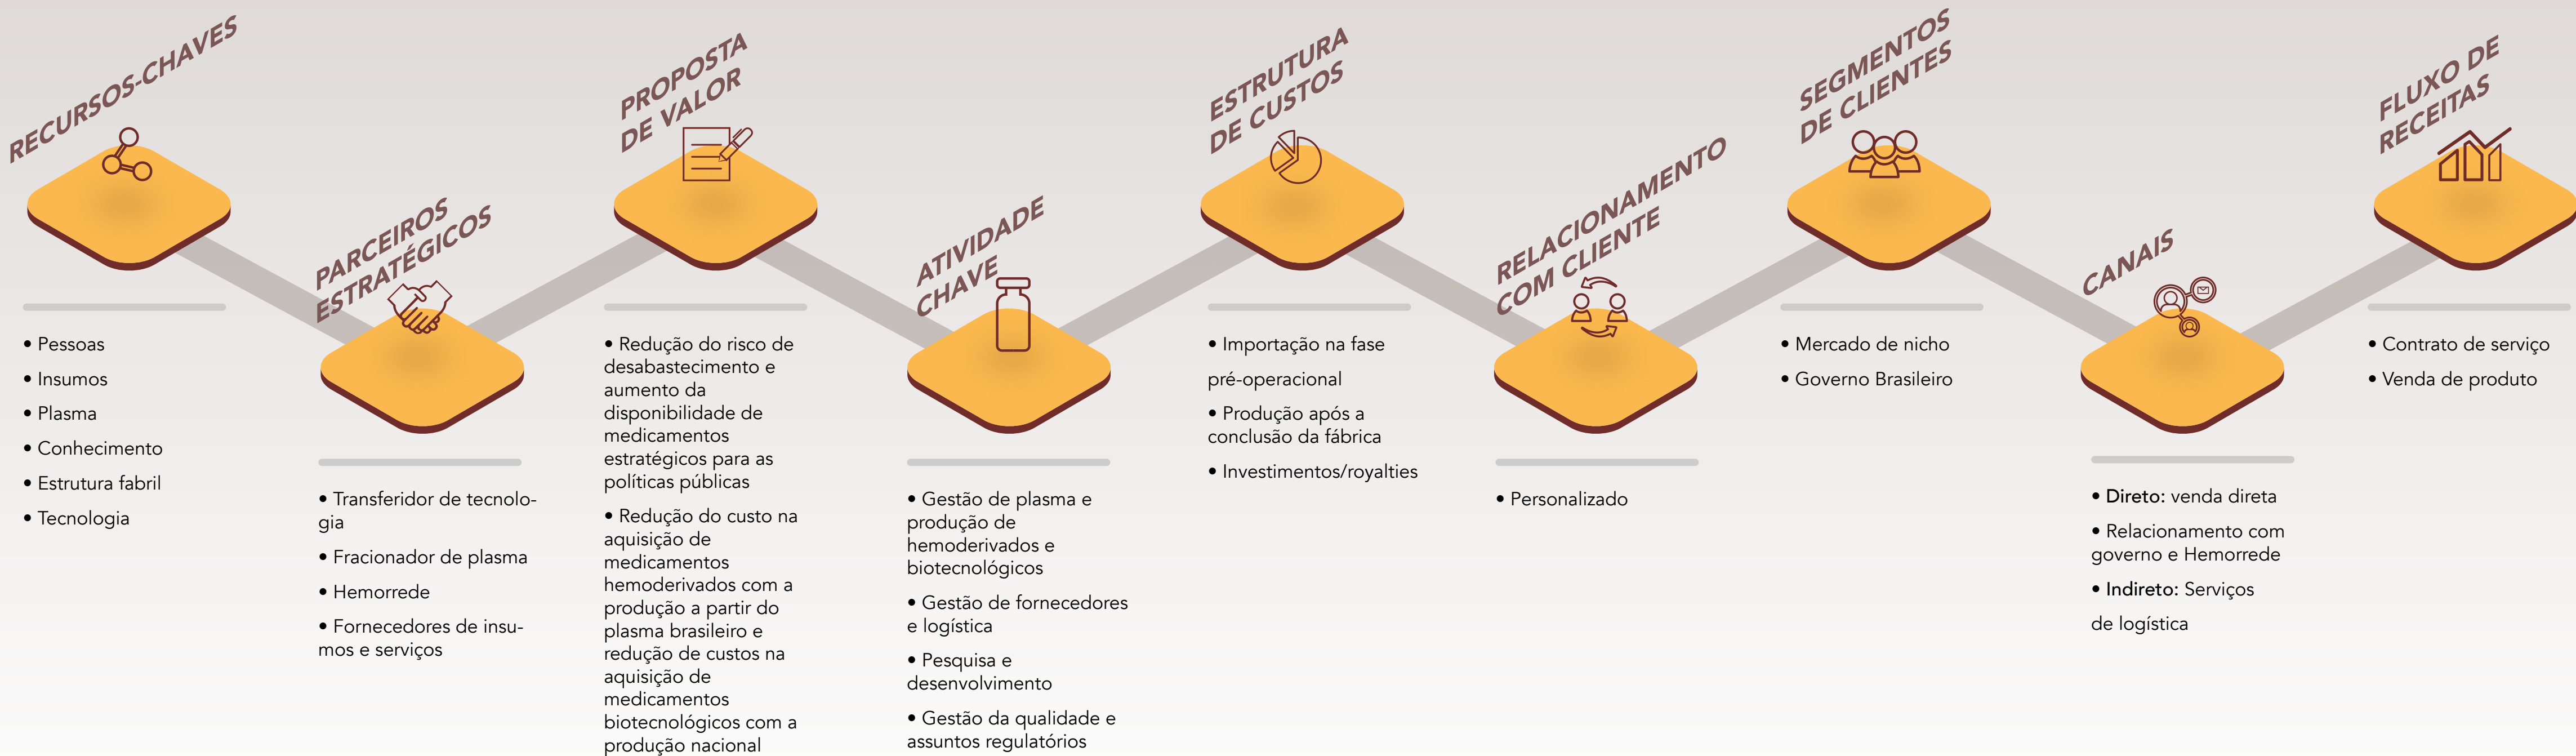 RECURSOS-CHAVES
• Pessoas
• Insumos
• Plasma
• Conhecimento
• Estrutura fabril
• Tecnologia
PARCEIROS
ESTRATÉGICOS
• Transferidor de tecnolo-
gia
• Fracionador de plasma
• Hemorrede
• Fornecedores de insu-
mos e serviços
PROPOSTA
DE VALOR
• Redução do risco de
desabastecimento e
aumento da
disponibilidade de
medicamentos
estratégicos para as
políticas públicas
• Redução do custo na
aquisição de
medicamentos
hemoderivados com a
produção a partir do
plasma brasileiro e
redução de custos na
aquisição de
medicamentos
biotecnológicos com a
produção nacional
ATIVIDADE
CHAVE
• Gestão de plasma e
produção de
hemoderivados e
biotecnológicos
• Gestão de fornecedores
e logística
• Pesquisa e
desenvolvimento
• Gestão da qualidade e
assuntos regulatórios
ESTRUTURA
DE CUSTOS
• Importação na fase
pré-operacional
• Produção após a
conclusão da fábrica
• Investimentos/royalties
RELACIONAMENTO
COM CLIENTE
• Personalizado
SEGMENTOS
DE CLIENTES
• Mercado de nicho
• Governo Brasileiro
CANAIS
• Direto: venda direta
• Relacionamento com
governo e Hemorrede
• Indireto: Serviços
de logística
FLUXO DE
RECEITAS
• Contrato de serviço
• Venda de produto